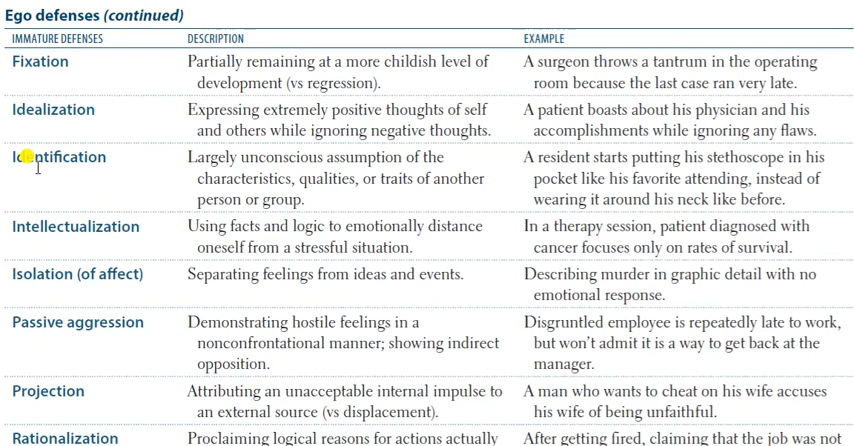 Ego defenses (continued)
IMMATURE DEFENSES DESCRIPTION EXAMPLE
Fixation Partially remaining at a more childish level of A surgeon throws a tantrum in the operating
development (vs regression). room because the last case ran very late.
Idealization Expressing extremely positive thoughts of self A patient boasts about his physician and his
and others while ignoring negative thoughts. accomplishments while ignoring any flaws.
Identification Largely unconscious assumption of the A resident starts putting his stethoscope in his
characteristics, qualities, or traits of another pocket like his favorite attending, instead of
person or group. wearing it around his neck like before.
Intellectualization Using facts and logic to emotionally distance In a therapy session, patient diagnosed with
oneself from a stressful situation. cancer focuses only on rates of survival.
Isolation (of affect) Separating feelings from ideas and events. Describing murder in graphic detail with no
emotional response.
Passive aggression Demonstrating hostile feelings in a Disgruntled employee is repeatedly late to work,
nonconfrontational manner; showing indirect but won't admit it is a way to get back at the
opposition. manager.
Projection Attributing an unacceptable internal impulse to A man who wants to cheat on his wife accuses
an external source (vs displacement). his wife of being unfaithful.
Rationalization Proclaiming logical reasons for actions actually After getting fired, claiming that the job was not